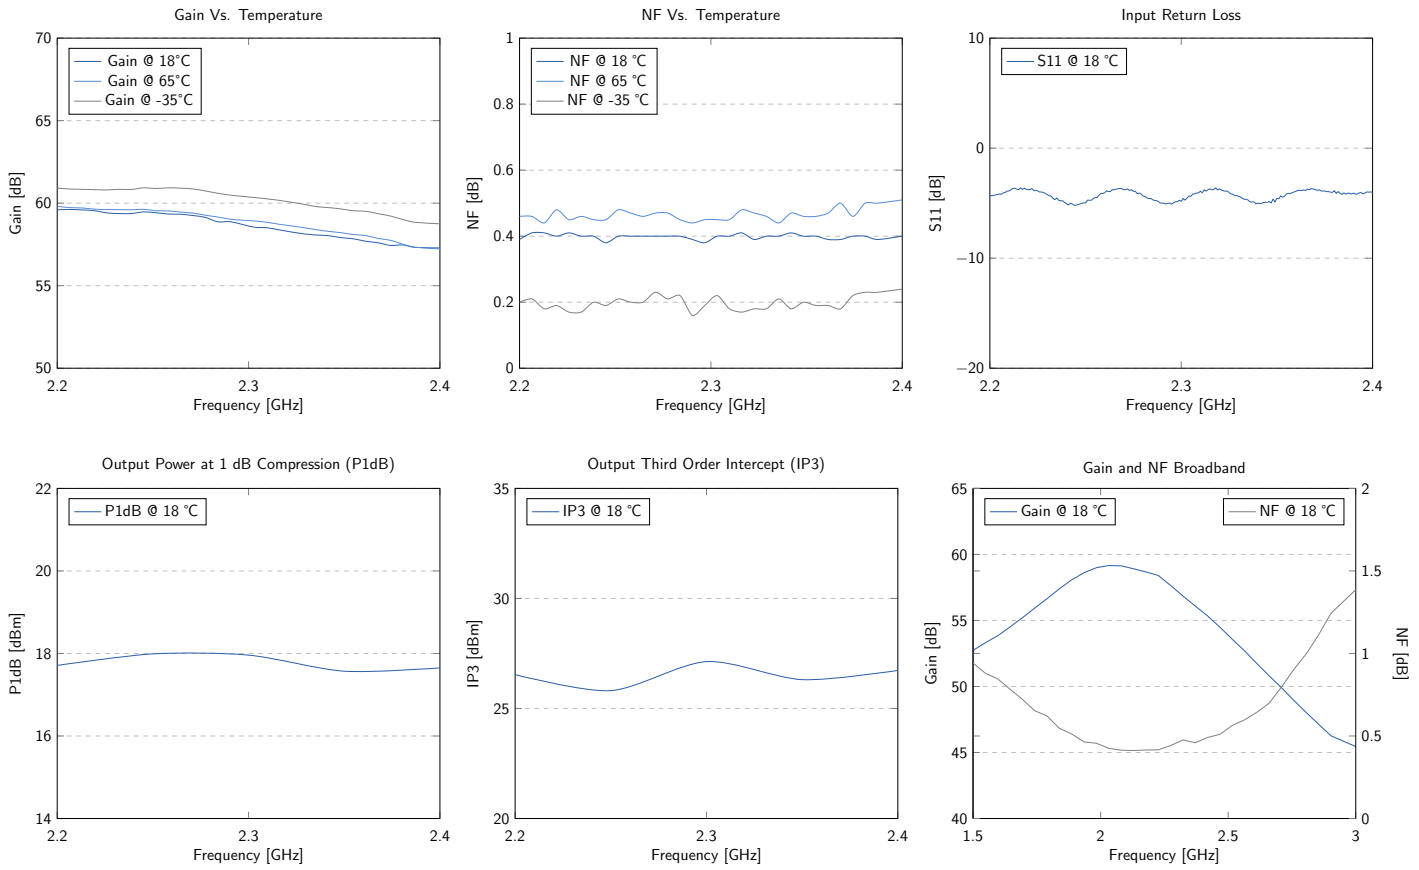 Gain Vs. Temperature
70
65
60
55
50
2.2
2.3
2.4
Gain [dB]
Frequency [GHz]
Gain @ 18°C
Gain @ 65°C
Gain @ -35°C
NF Vs. Temperature
1
0.8
0.6
0.4
0.2
0
2.2
2.3
2.4
NF [dB]
Frequency [GHz]
NF @ 18 °C
NF @ 65 °C
NF @ -35 °C
Input Return Loss
10
0
−10
−20
2.2
2.3
2.4
S11 [dB]
Frequency [GHz]
S11 @ 18 °C
Output Power at 1 dB Compression (P1dB)
22
20
18
16
14
2.2
2.3
2.4
P1dB [dBm]
Frequency [GHz]
P1dB @ 18 °C
Output Third Order Intercept (IP3)
35
30
25
20
2.2
2.3
2.4
IP3 [dBm]
Frequency [GHz]
IP3 @ 18 °C
Gain and NF Broadband
65
60
55
50
45
40
1.5
2
2.5
3
Gain [dB]
Frequency [GHz]
Gain @ 18 °C
NF @ 18 °C
2
1.5
1
0.5
0
NF [dB]